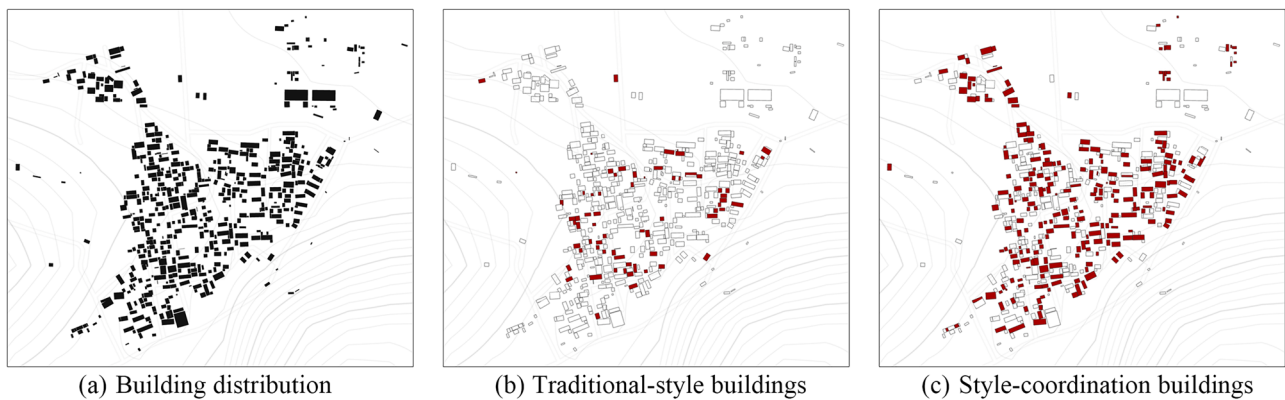 (a) Building distribution
(b) Traditional-style buildings
(c) Style-coordination buildings